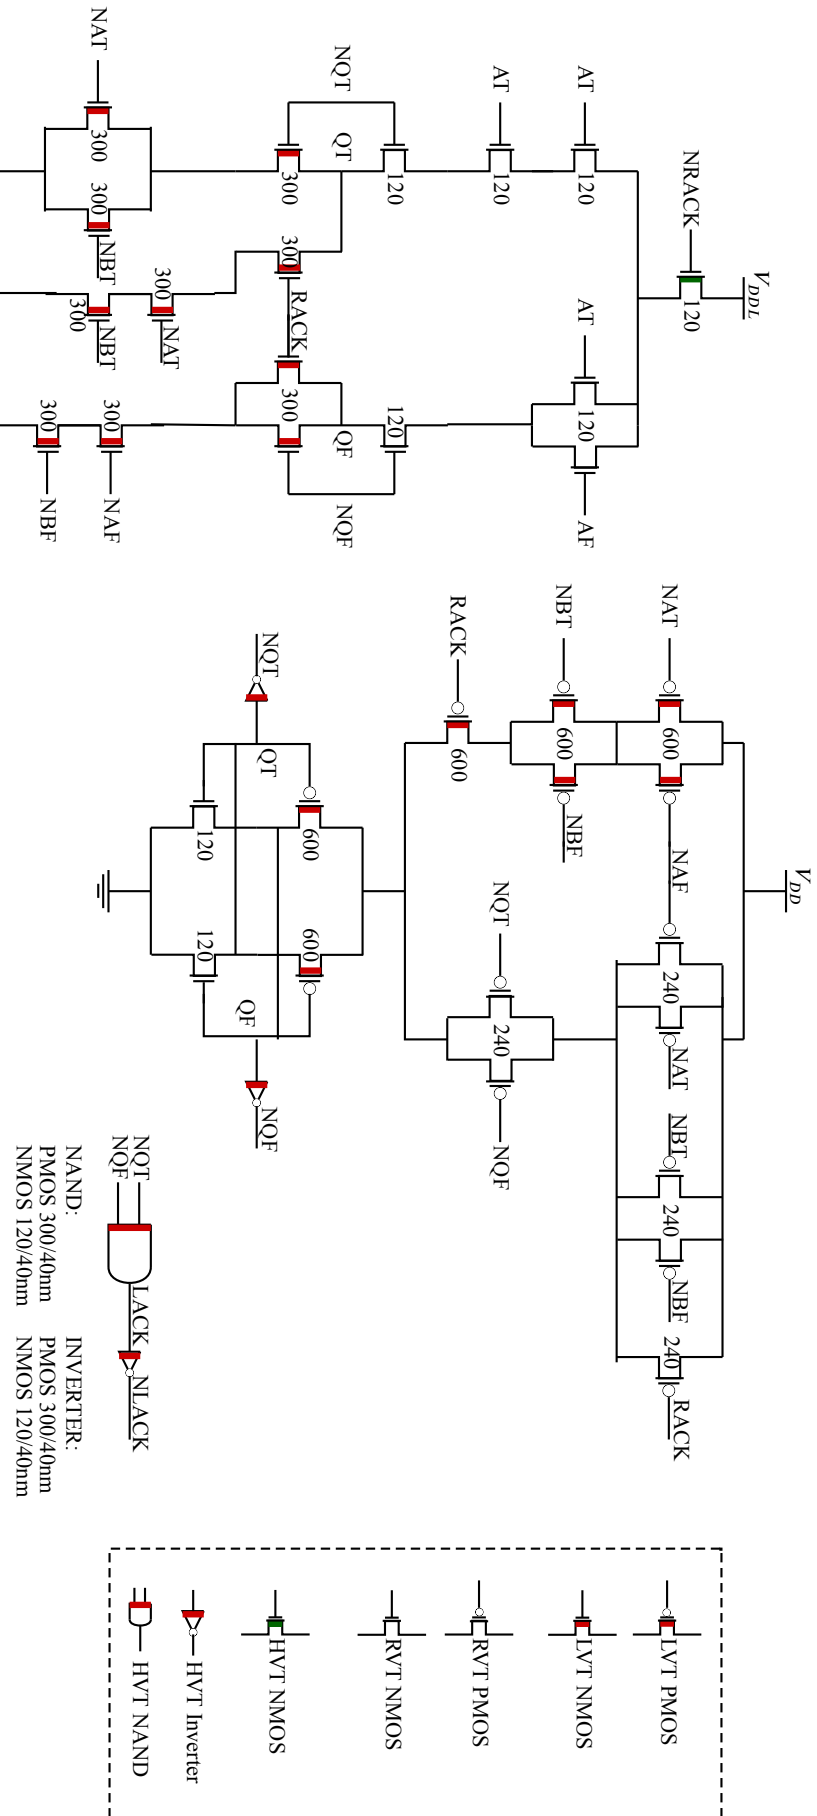 V_DDL
NRACK
120
AT
120
AT
120
AT
120
AF
NQT
QT
120
300
300
RACK
300
120
QF
NQF
NAT
300
300
NBT
300
NAT
300
NBT
300
NAF
300
NBF
V_DD
NAT
600
NAF
240
NAT
NBT
240
NBF
240
RACK
NBT
600
NBF
RACK
600
NQT
240
NQF
NQT
QT
600
600
120
120
QF
NQF
NQT
NQF
LACK
NLACK
NAND:
PMOS 300/40nm
NMOS 120/40nm
INVERTER:
PMOS 300/40nm
NMOS 120/40nm
LVT PMOS
LVT NMOS
RVT PMOS
RVT NMOS
HVT NMOS
HVT Inverter
HVT NAND